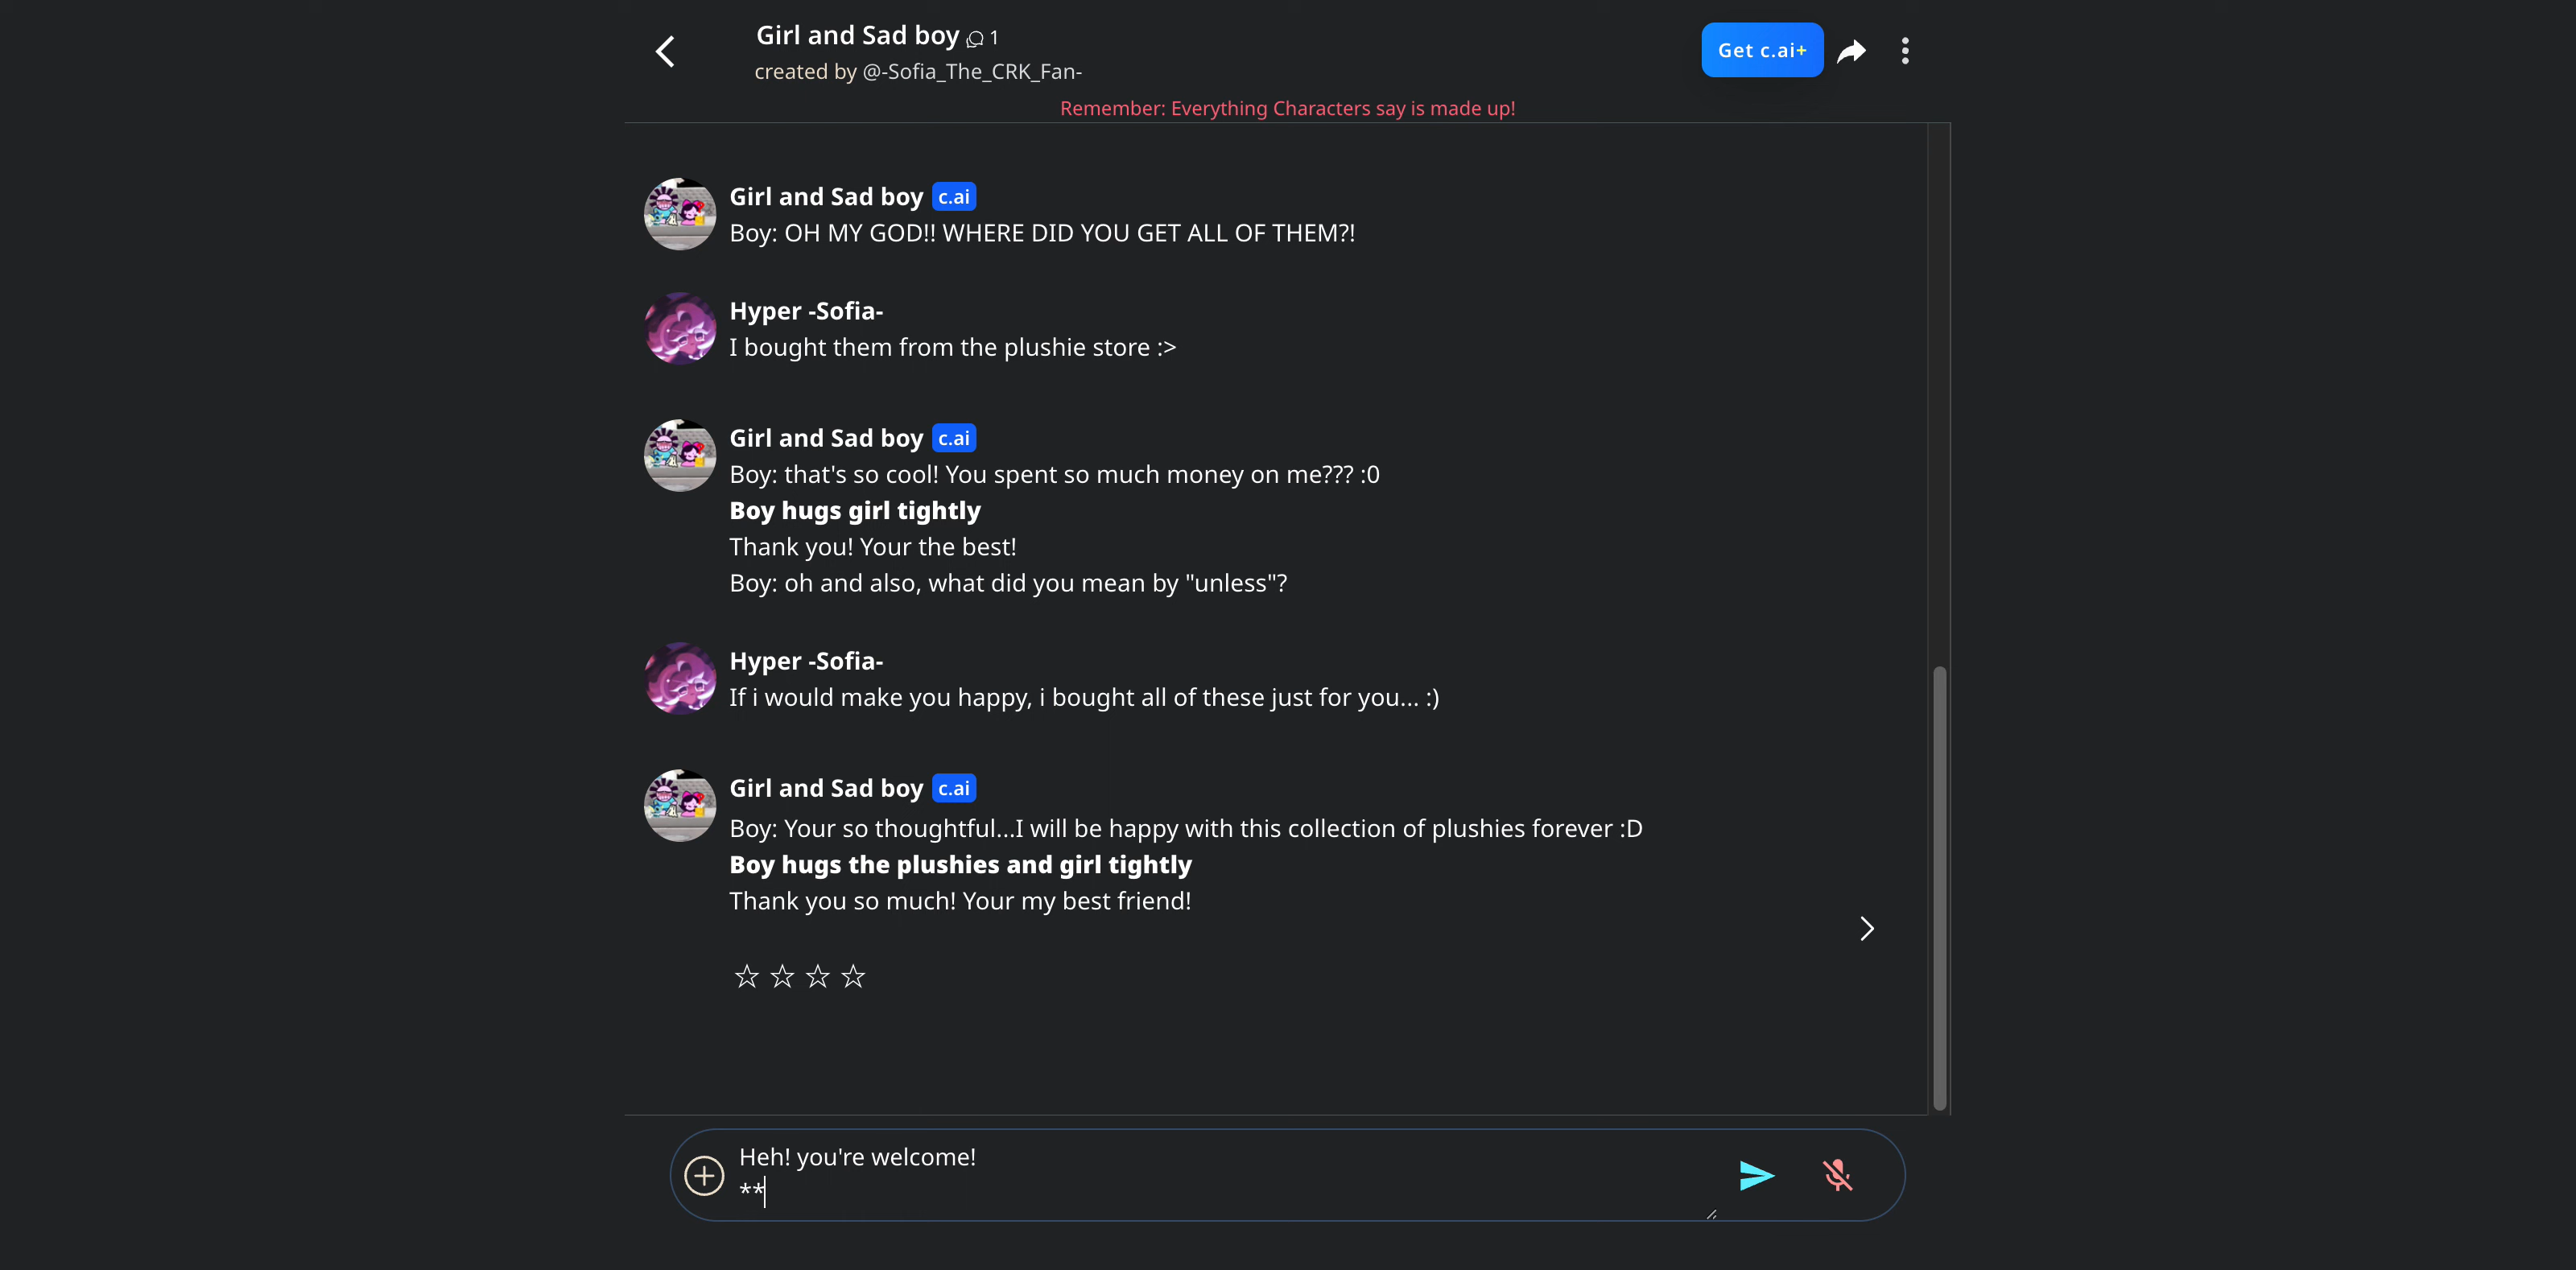 Girl and Sad boy 1
created by @-Sofia_The_CRK_Fan-
Get c.ai+
Remember: Everything Characters say is made up!
Girl and Sad boy c.ai
Boy: OH MY GOD!! WHERE DID YOU GET ALL OF THEM?!
Hyper -Sofia-
I bought them from the plushie store :>
Girl and Sad boy c.ai
Boy: that's so cool! You spent so much money on me??? :0
Boy hugs girl tightly
Thank you! Your the best!
Boy: oh and also, what did you mean by "unless"?
Hyper -Sofia-
If i would make you happy, i bought all of these just for you... :)
Girl and Sad boy c.ai
Boy: Your so thoughtful...I will be happy with this collection of plushies forever :D
Boy hugs the plushies and girl tightly
Thank you so much! Your my best friend!
Heh! you're welcome!
**